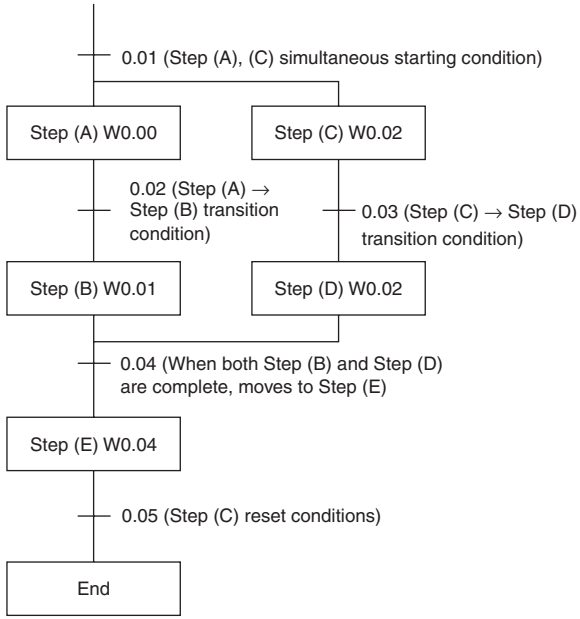 0.01 (Step (A), (C) simultaneous starting condition)
Step (A) W0.00
Step (C) W0.02
0.02 (Step (A) →
Step (B) transition
condition)
0.03 (Step (C) → Step (D)
transition condition)
Step (B) W0.01
Step (D) W0.02
0.04 (When both Step (B) and Step (D)
are complete, moves to Step (E)
Step (E) W0.04
0.05 (Step (C) reset conditions)
End